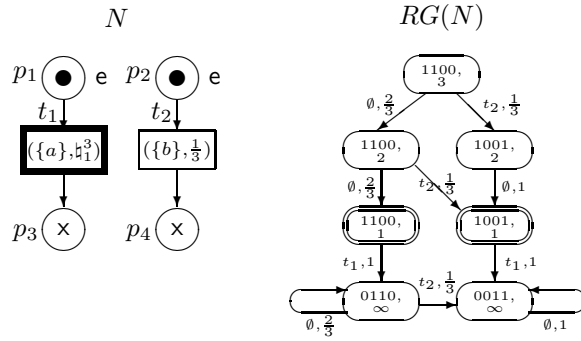 N
RG(N)
p₁ e p₂ e
t₁ t₂
({a},♮³₁) ({b},1/3)
p₃ x p₄ x
1100,
3
∅,2/3 t₂,1/3
1100,
2
1001,
2
∅,2/3 t₂,1/3 ∅,1
1100,
1
1001,
1
t₁,1 t₁,1
0110,
∞
t₂,1/3
0011,
∞
∅,2/3 ∅,1